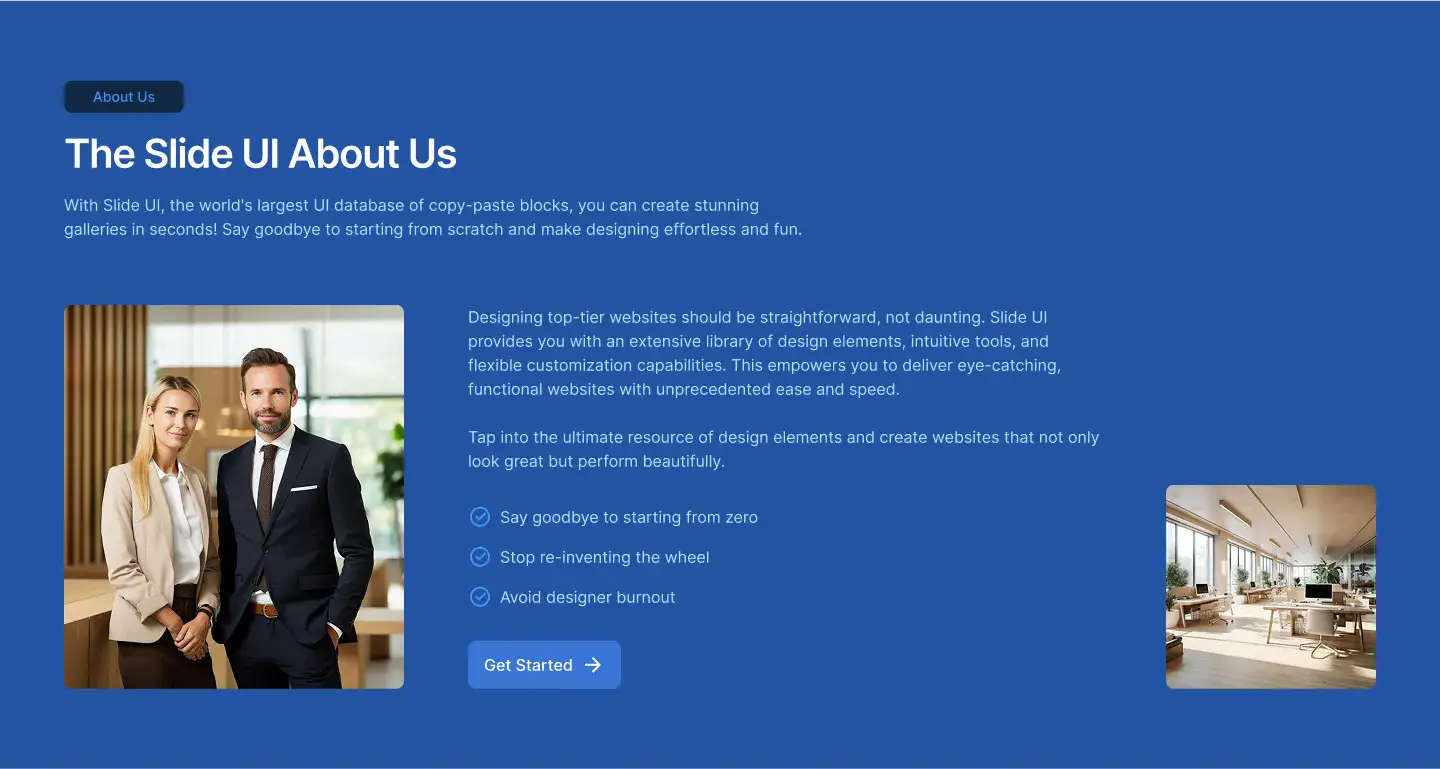 About Us
The Slide UI About Us
With Slide UI, the world's largest UI database of copy-paste blocks, you can create stunning
galleries in seconds! Say goodbye to starting from scratch and make designing effortless and fun.
Designing top-tier websites should be straightforward, not daunting. Slide UI
provides you with an extensive library of design elements, intuitive tools, and
flexible customization capabilities. This empowers you to deliver eye-catching,
functional websites with unprecedented ease and speed.
Tap into the ultimate resource of design elements and create websites that not only
look great but perform beautifully.
Say goodbye to starting from zero
Stop re-inventing the wheel
Avoid designer burnout
Get Started